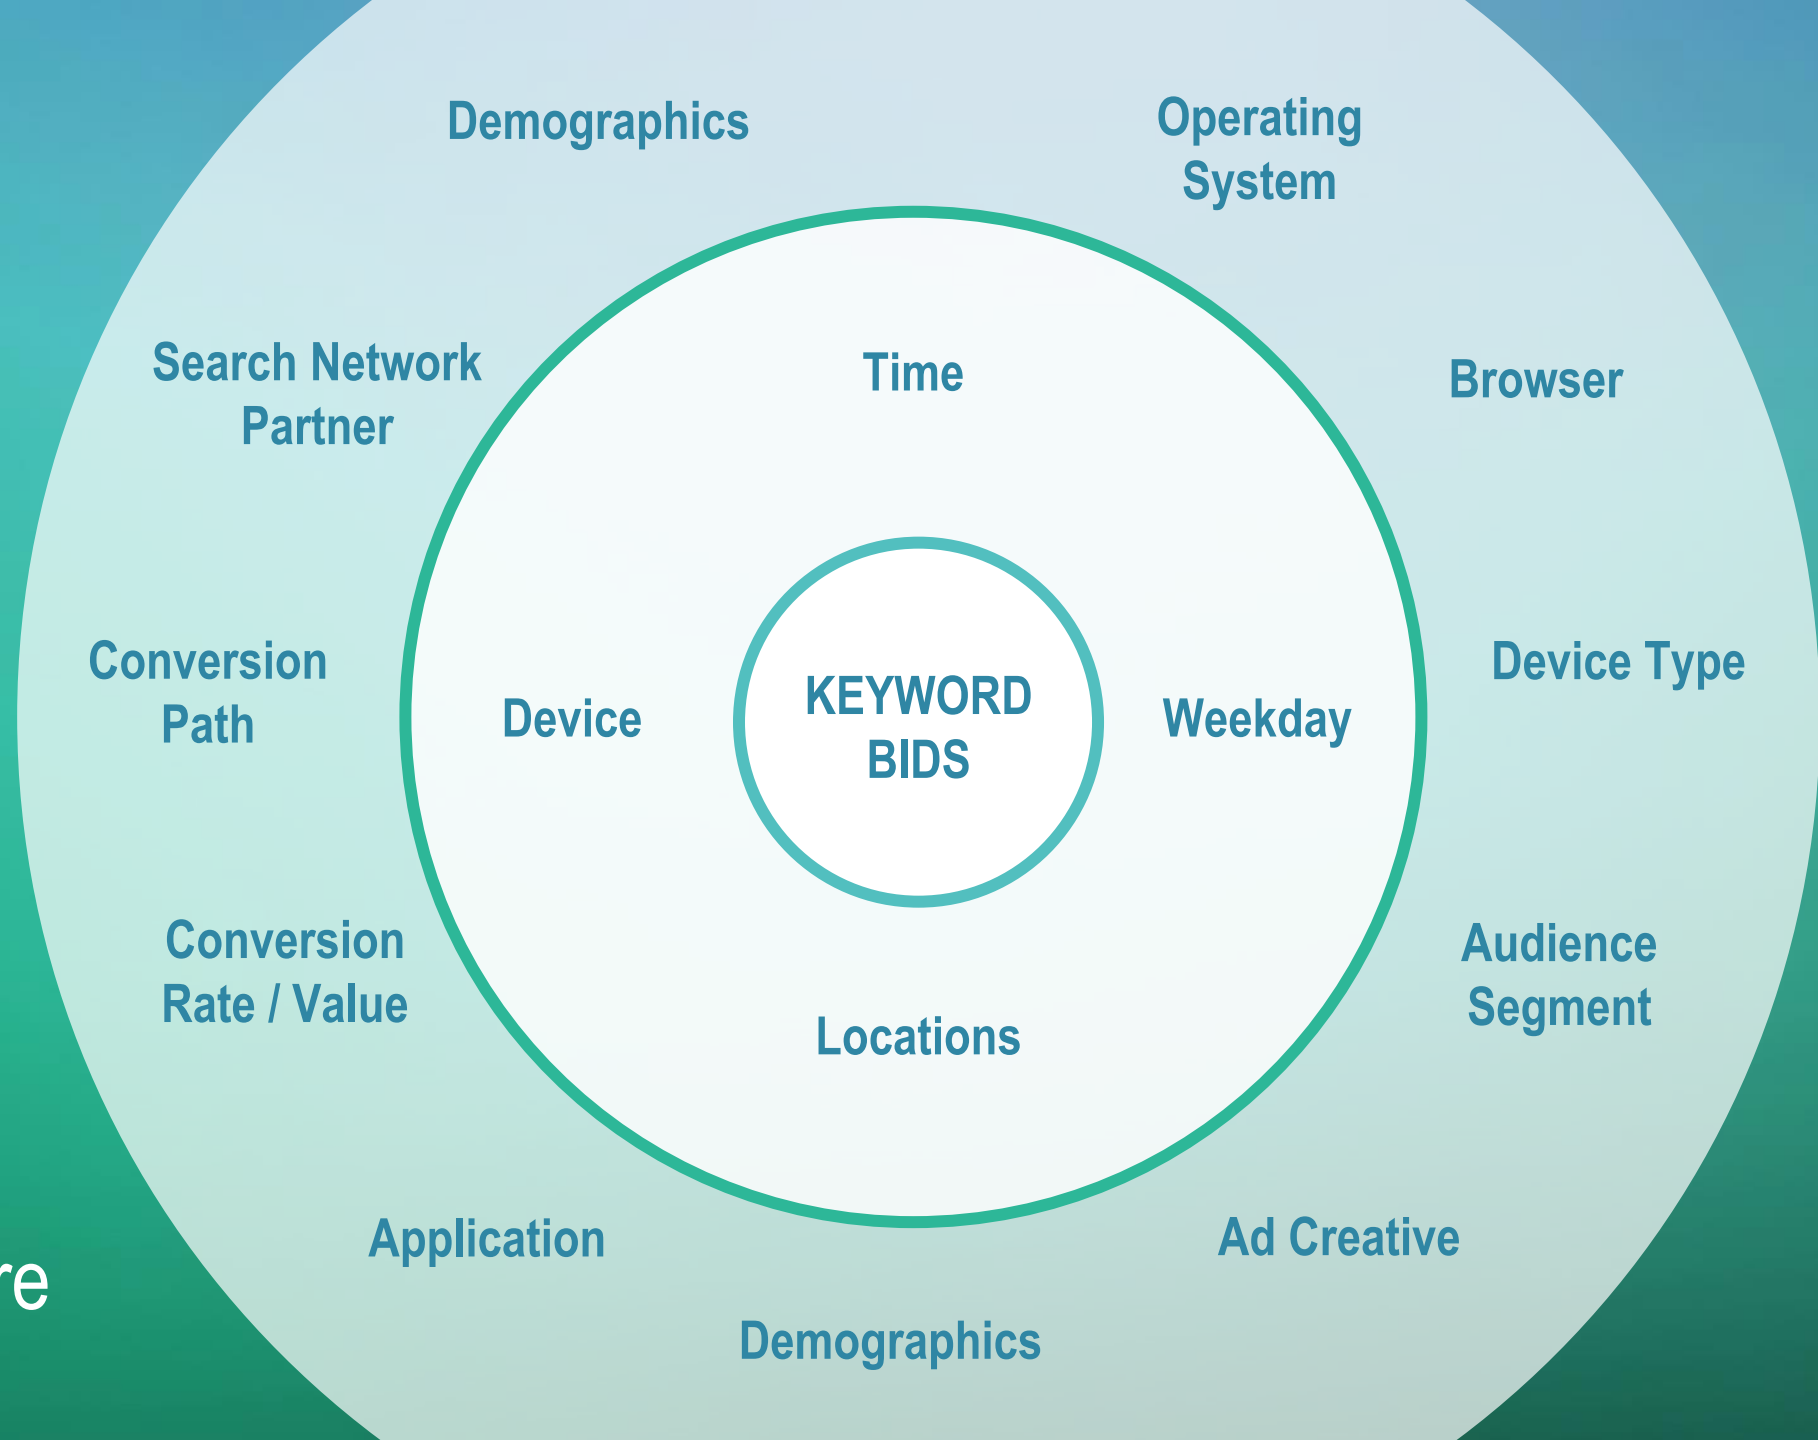 Demographics
Operating
System
Search Network
Partner
Time
Browser
Conversion
Path
Device
KEYWORD
BIDS
Weekday
Device Type
Conversion
Rate / Value
Locations
Audience
Segment
Application
Ad Creative
re
Demographics